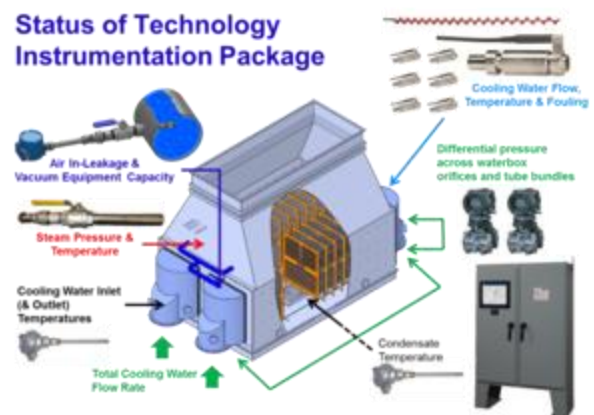 Status of Technology
Instrumentation Package
Cooling Water Flow,
Temperature & Fouling
Air In-Leakage &
Vacuum Equipment Capacity
Differential pressure
across waterbox
orifices and tube bundles
Steam Pressure &
Temperature
Cooling Water Inlet
(& Outlet)
Temperatures
Condensate
Temperature
Total Cooling Water
Flow Rate